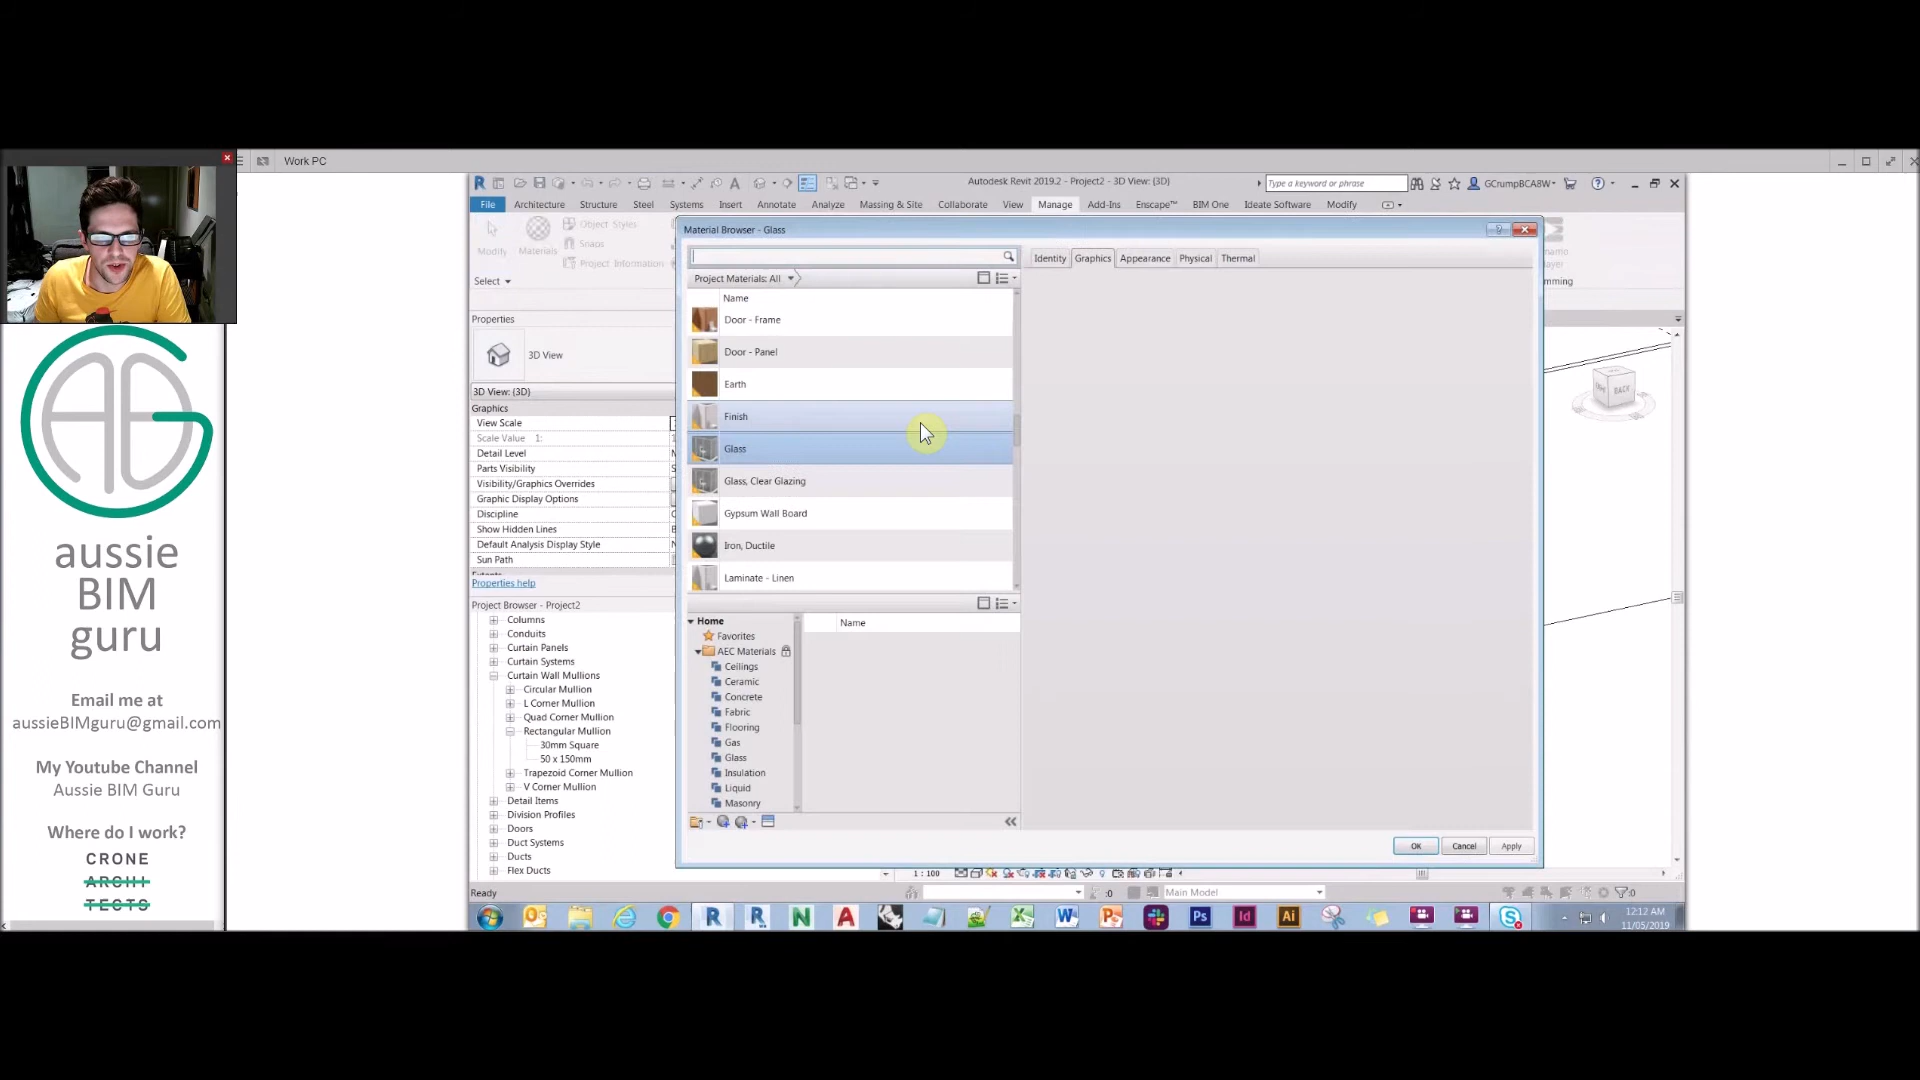 Work PC
Autodesk Revit 2019.2 - Project2 - 3D View: {3D}
Type a keyword or phrase
GCrumpBCA8W
File Architecture Structure Steel Systems Insert Annotate Analyze Massing & Site Collaborate View Manage Add-Ins Enscape™ BIM One Ideate Software Modify
Modify
Materials
Object Styles
Snaps
Project Information
Select
Properties
3D View
3D View: {3D}
Graphics
View Scale
Scale Value 1:
Detail Level
Parts Visibility
Visibility/Graphics Overrides
Graphic Display Options
Discipline
Show Hidden Lines
Default Analysis Display Style
Sun Path
Properties help
Project Browser - Project2
Columns
Conduits
Curtain Panels
Curtain Systems
Curtain Wall Mullions
Circular Mullion
L Corner Mullion
Quad Corner Mullion
Rectangular Mullion
30mm Square
50 x 150mm
Trapezoid Corner Mullion
V Corner Mullion
Detail Items
Division Profiles
Doors
Duct Systems
Ducts
Flex Ducts
Material Browser - Glass
Project Materials: All
Name
Door - Frame
Door - Panel
Earth
Finish
Glass
Glass, Clear Glazing
Gypsum Wall Board
Iron, Ductile
Laminate - Linen
Home
Favorites
AEC Materials
Ceilings
Ceramic
Concrete
Fabric
Flooring
Gas
Glass
Insulation
Liquid
Masonry
Name
Identity Graphics Appearance Physical Thermal
OK Cancel Apply
BACK
1 : 100
Ready
:0
Main Model
:0
12:12 AM
11/05/2019
aussie
BIM
guru
Email me at
aussieBIMguru@gmail.com
My Youtube Channel
Aussie BIM Guru
Where do I work?
CRONE
ARCHI
TECTS